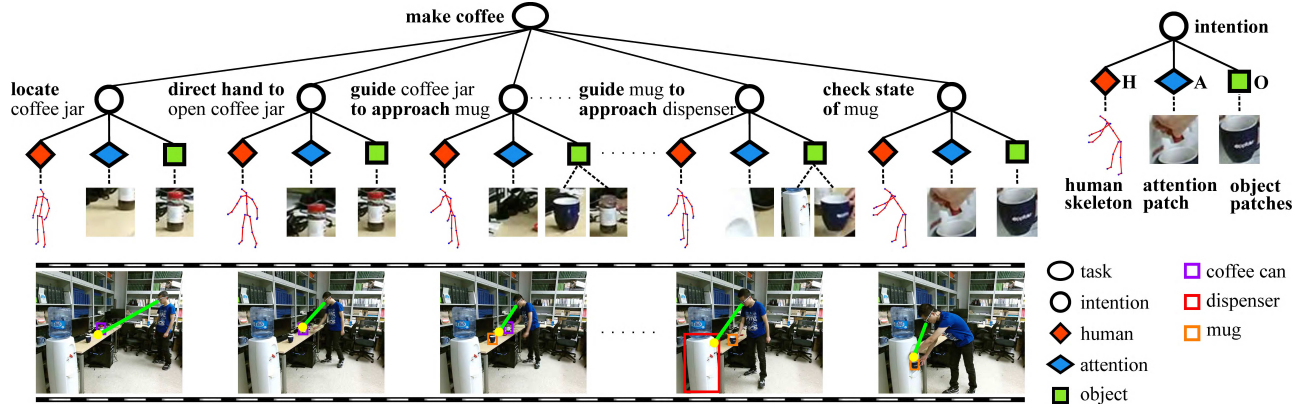 make coffee
locate
coffee jar
direct hand to
open coffee jar
guide coffee jar
to approach mug
guide mug to
approach dispenser
check state
of mug
intention
H
A
O
human
skeleton
attention
patch
object
patches
task
intention
human
attention
object
coffee can
dispenser
mug